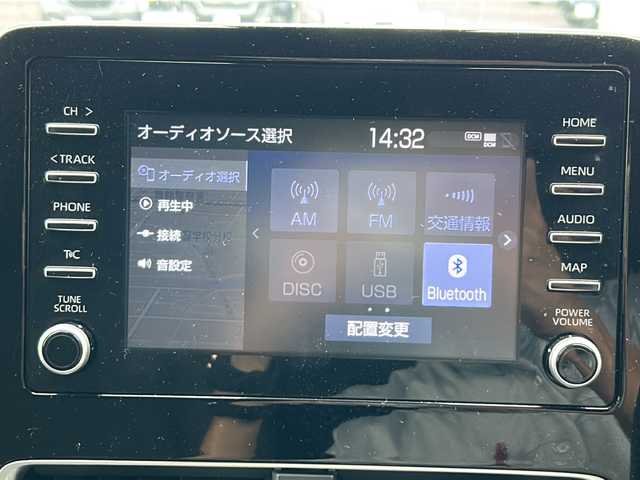 CH >
< TRACK
PHONE
T&C
TUNE
SCROLL
オーディオソース選択
14:32
DCM
DCM
オーディオ選択
再生中
接続
音設定
AM
FM
交通情報
DISC
USB
Bluetooth
配置変更
HOME
MENU
AUDIO
MAP
POWER
VOLUME